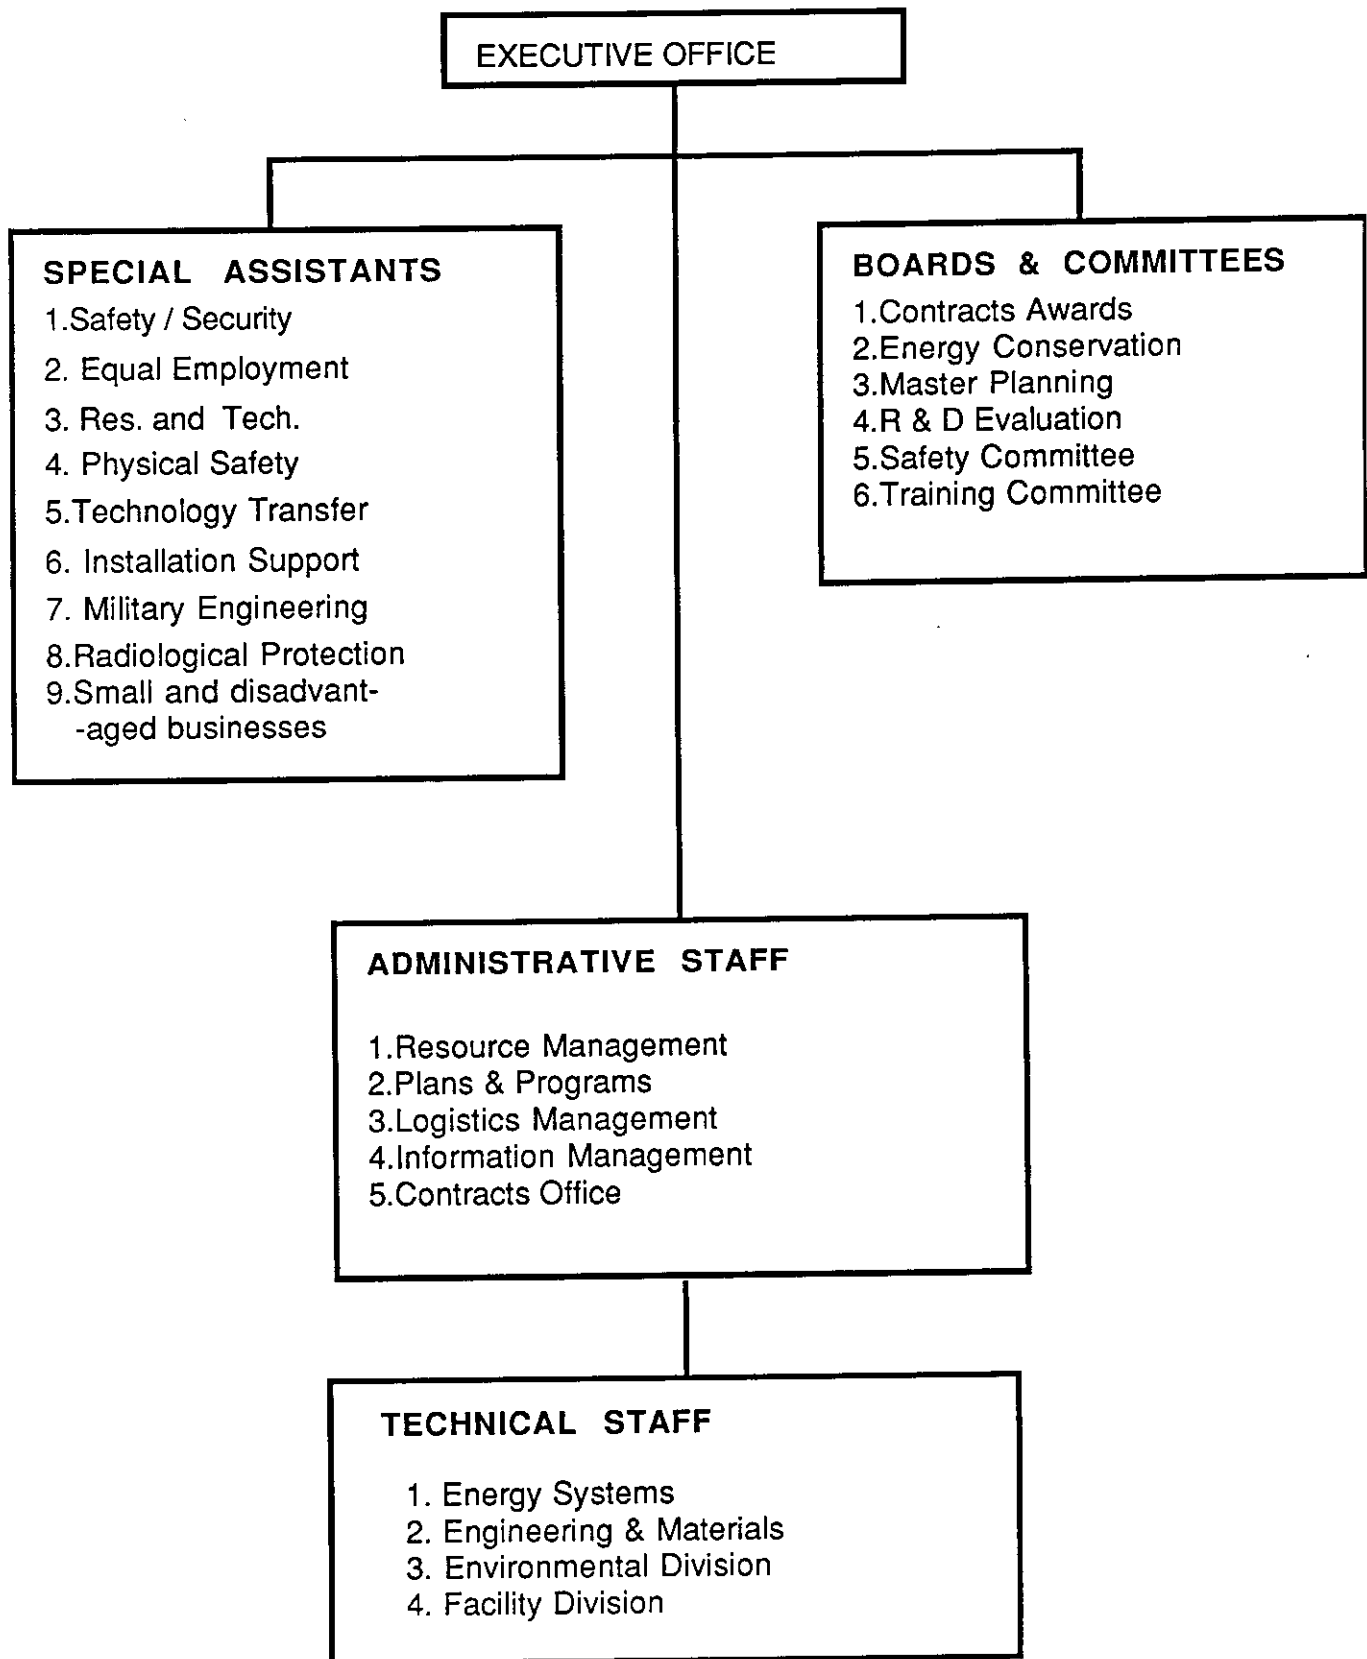 EXECUTIVE OFFICE
SPECIAL ASSISTANTS
1.Safety / Security
2. Equal Employment
3. Res. and Tech.
4. Physical Safety
5.Technology Transfer
6. Installation Support
7. Military Engineering
8.Radiological Protection
9.Small and disadvant-
-aged businesses
BOARDS & COMMITTEES
1.Contracts Awards
2.Energy Conservation
3.Master Planning
4.R & D Evaluation
5.Safety Committee
6.Training Committee
ADMINISTRATIVE STAFF
1.Resource Management
2.Plans & Programs
3.Logistics Management
4.Information Management
5.Contracts Office
TECHNICAL STAFF
1. Energy Systems
2. Engineering & Materials
3. Environmental Division
4. Facility Division